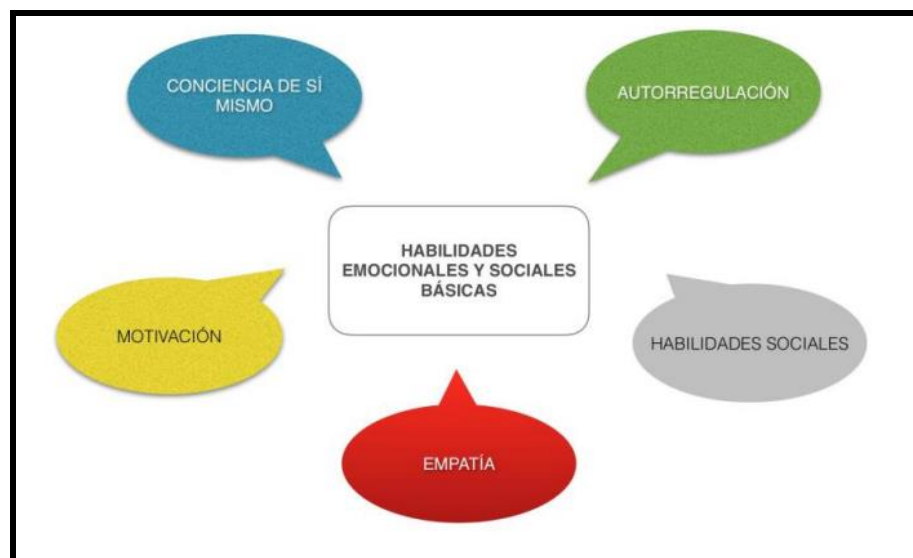 CONCIENCIA DE SÍ
MISMO
AUTORREGULACIÓN
HABILIDADES
EMOCIONALES Y SOCIALES
BÁSICAS
MOTIVACIÓN
HABILIDADES SOCIALES
EMPATÍA